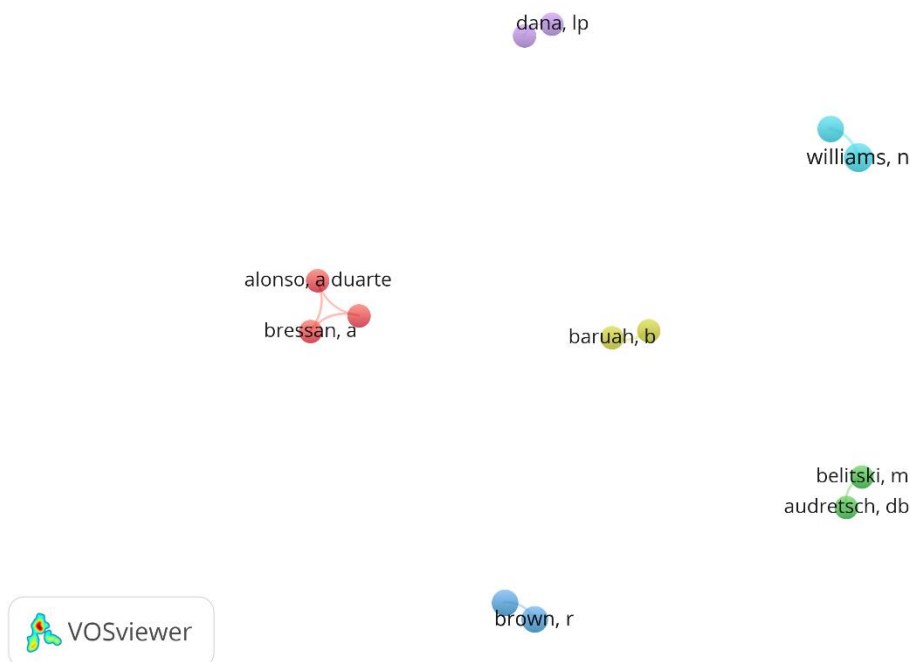 dana, lp
williams, n
alonso, a duarte
bressan, a
baruah, b
belitski, m
audretsch, db
brown, r
VOSviewer